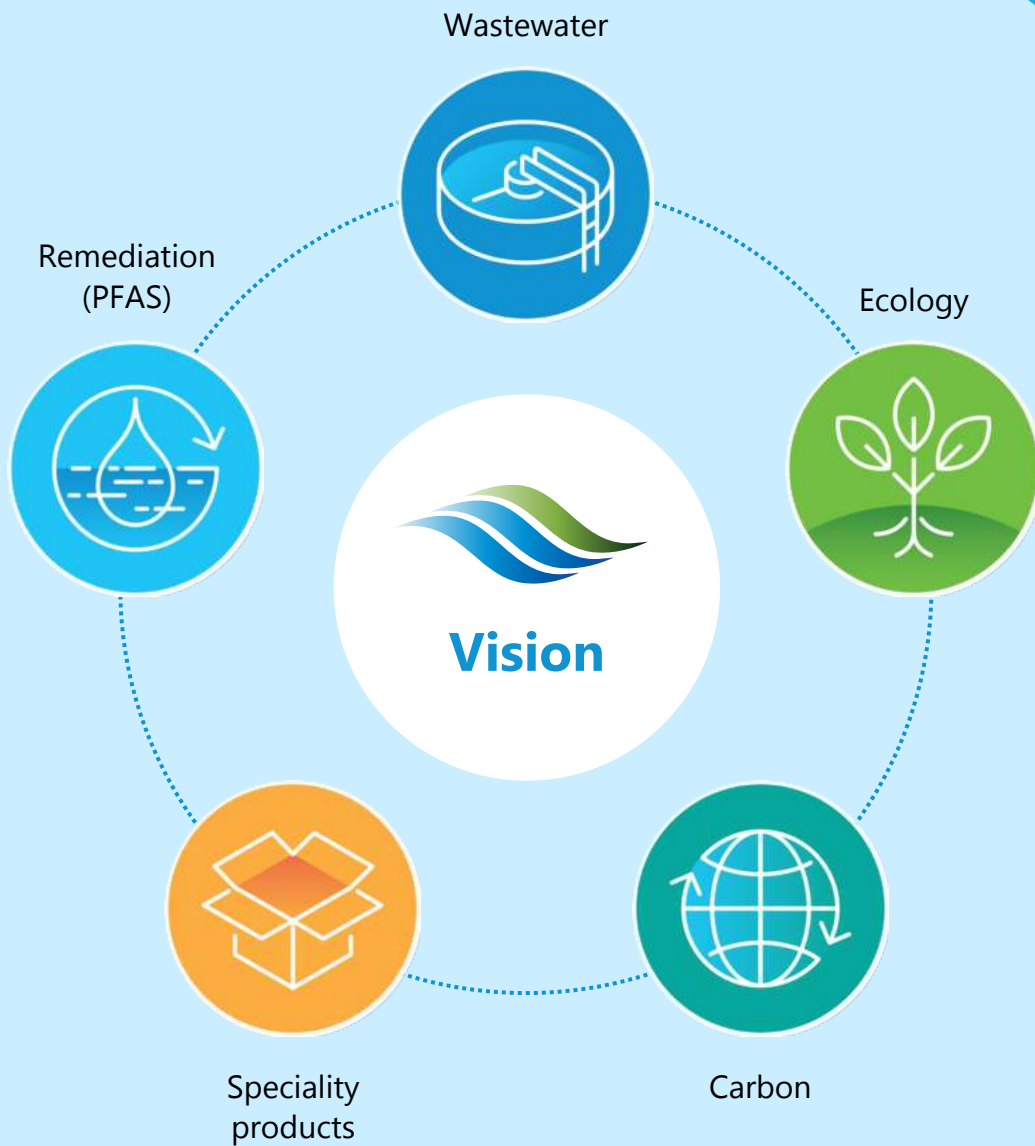 Wastewater
Remediation
(PFAS)
Ecology
Vision
Speciality
products
Carbon